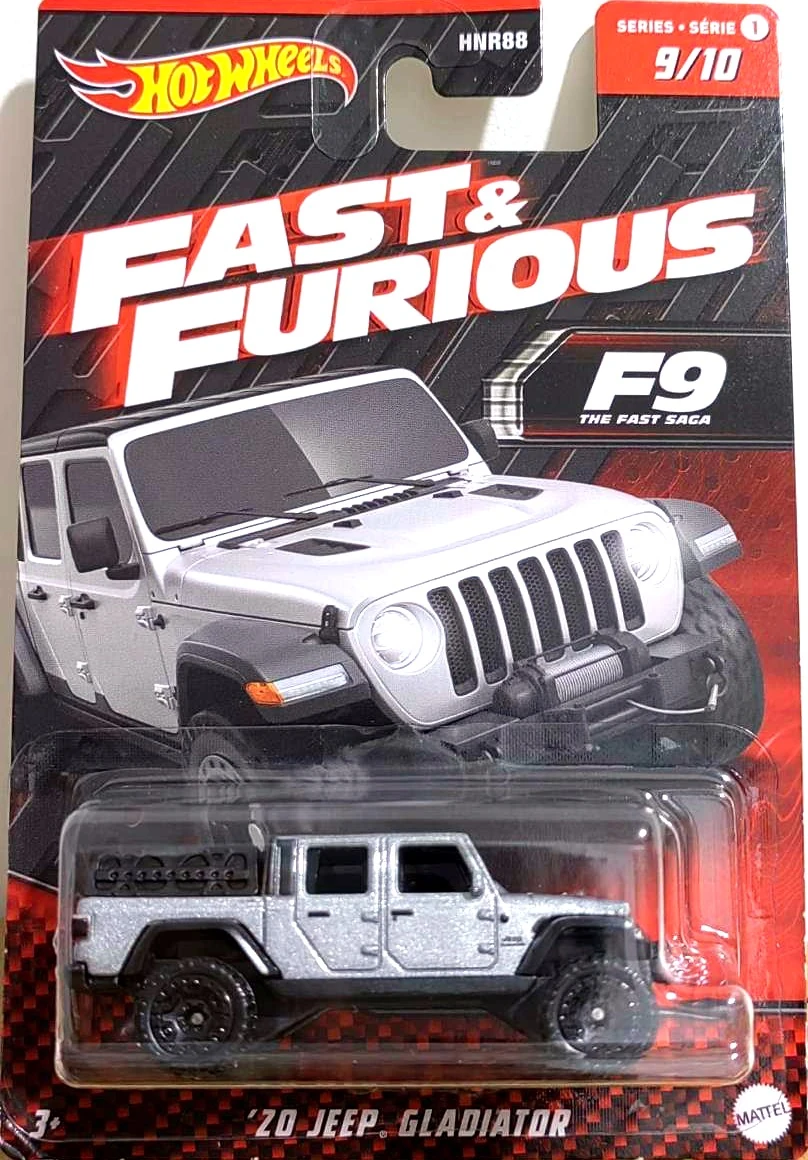 HOT WHEELS
HNR88
SERIES • SÉRIE 1
9/10
FAST &
FURIOUS
F9
THE FAST SAGA
3+
'20 JEEP® GLADIATOR
MATTEL